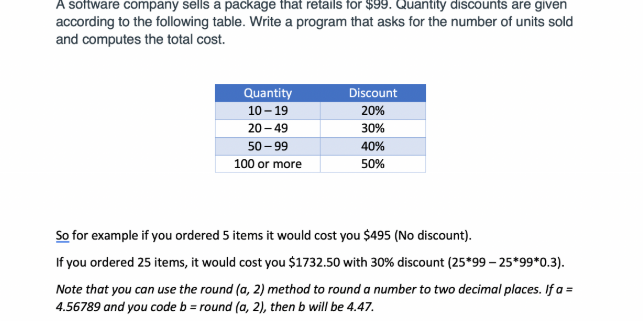 A software company sells a package that retails for $99. Quantity discounts are given
according to the following table. Write a program that asks for the number of units sold
and computes the total cost.
Quantity Discount
10 – 19 20%
20 – 49 30%
50 – 99 40%
100 or more 50%
So for example if you ordered 5 items it would cost you $495 (No discount).
If you ordered 25 items, it would cost you $1732.50 with 30% discount (25*99 – 25*99*0.3).
Note that you can use the round (a, 2) method to round a number to two decimal places. If a =
4.56789 and you code b = round (a, 2), then b will be 4.47.